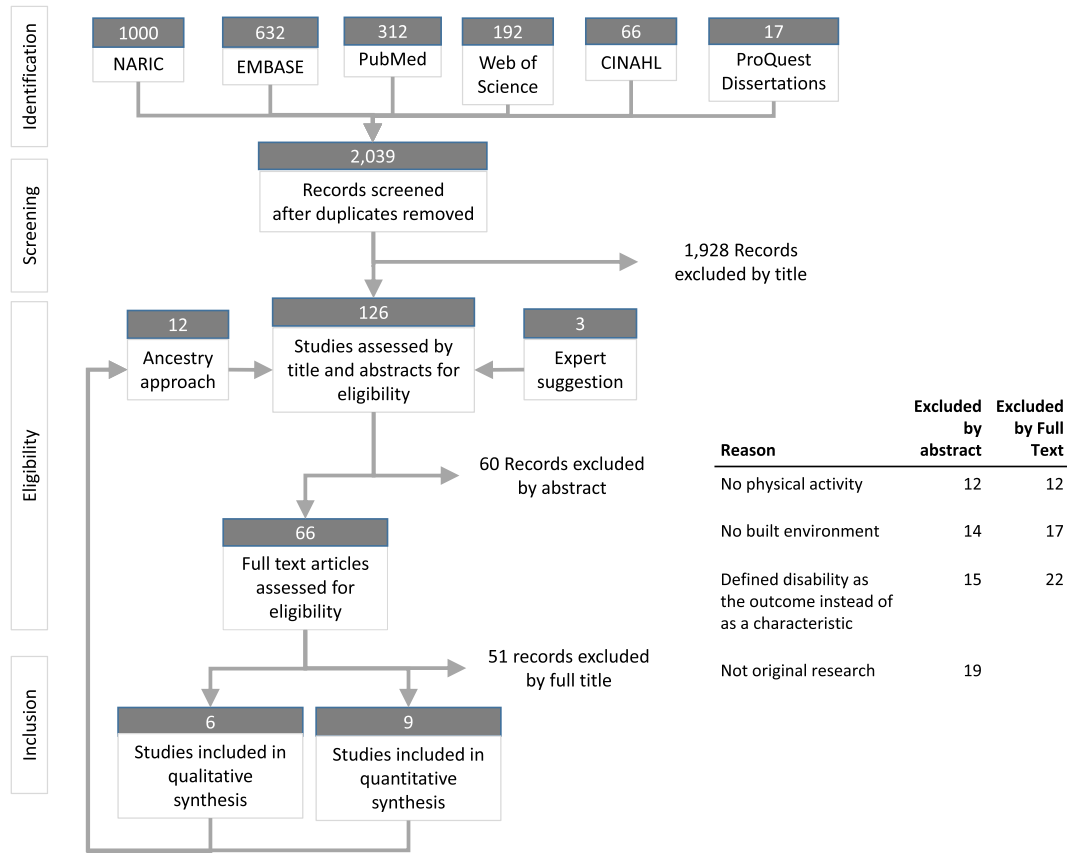 Identification
1000
NARIC
632
EMBASE
312
PubMed
192
Web of
Science
66
CINAHL
17
ProQuest
Dissertations
Screening
2,039
Records screened
after duplicates removed
1,928 Records
excluded by title
Eligibility
12
Ancestry
approach
126
Studies assessed by
title and abstracts for
eligibility
3
Expert
suggestion
60 Records excluded
by abstract
66
Full text articles
assessed for
eligibility
51 records excluded
by full title
Inclusion
6
Studies included in
qualitative
synthesis
9
Studies included in
quantitative
synthesis
Reason
Excluded
by
abstract
Excluded
by Full
Text
No physical activity 12 12
No built environment 14 17
Defined disability as 15 22
the outcome instead of
as a characteristic
Not original research 19